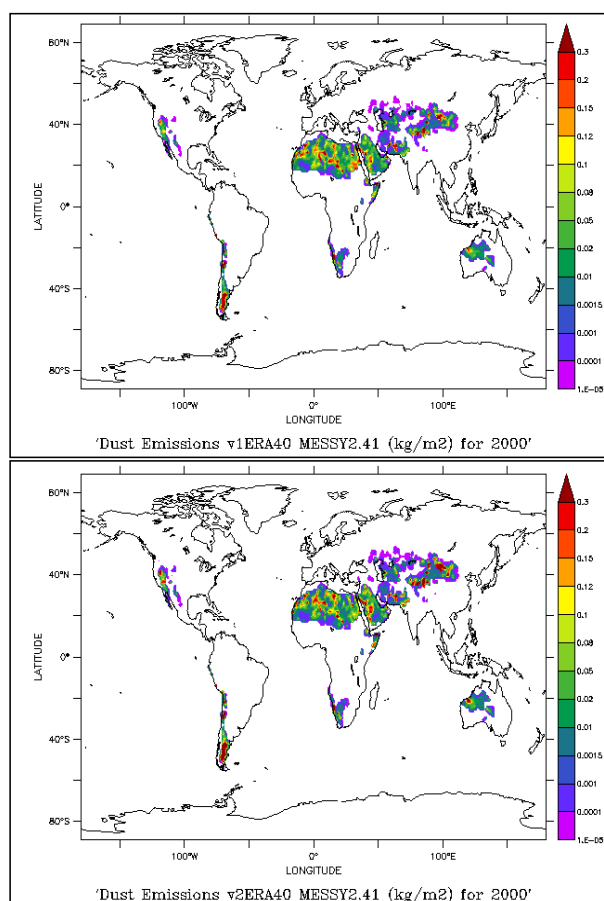 60°N
40°N
LATITUDE
0°
40°S
80°S
100°W
0°
100°E
LONGITUDE
0.3
0.2
0.15
0.12
0.1
0.08
0.05
0.02
0.01
0.0015
0.001
0.0001
1.E-05
'Dust Emissions v1ERA40 MESSY2.41 (kg/m2) for 2000'
60°N
40°N
LATITUDE
0°
40°S
80°S
100°W
0°
100°E
LONGITUDE
0.3
0.2
0.15
0.12
0.1
0.08
0.05
0.02
0.01
0.0015
0.001
0.0001
1.E-05
'Dust Emissions v2ERA40 MESSY2.41 (kg/m2) for 2000'